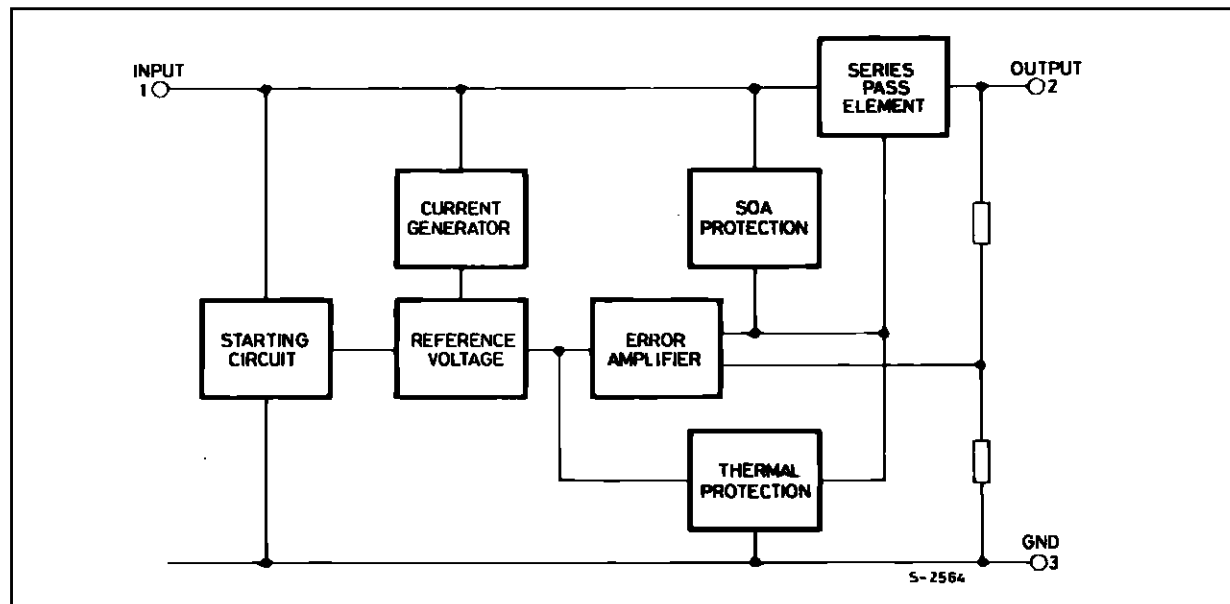 INPUT
1
SERIES
PASS
ELEMENT
OUTPUT
2
CURRENT
GENERATOR
SOA
PROTECTION
STARTING
CIRCUIT
REFERENCE
VOLTAGE
ERROR
AMPLIFIER
THERMAL
PROTECTION
GND
3
S-2564